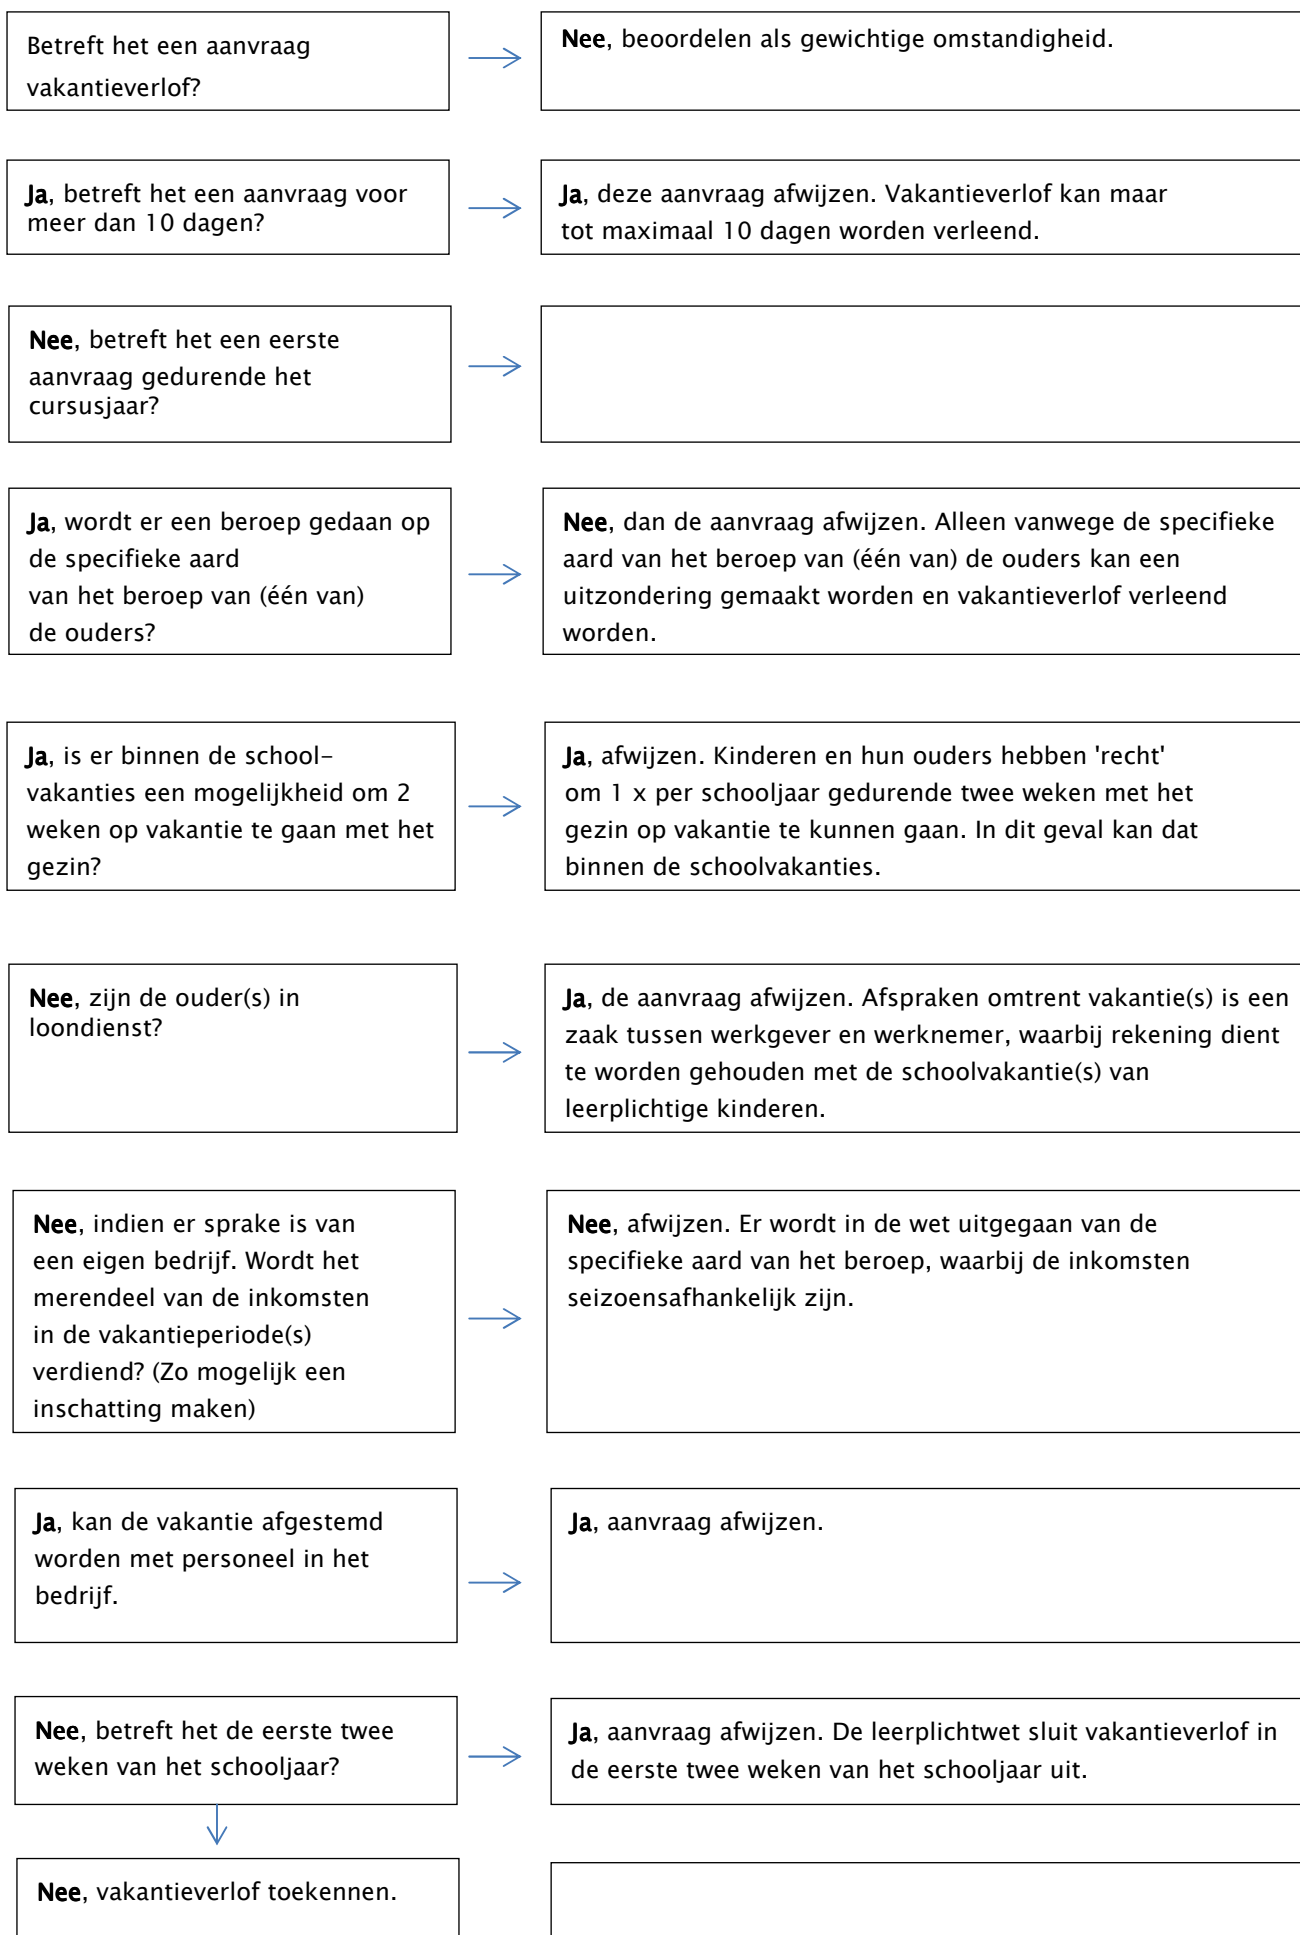 Betreft het een aanvraag
vakantieverlof?
Nee, beoordelen als gewichtige omstandigheid.
Ja, betreft het een aanvraag voor
meer dan 10 dagen?
Ja, deze aanvraag afwijzen. Vakantieverlof kan maar
tot maximaal 10 dagen worden verleend.
Nee, betreft het een eerste
aanvraag gedurende het
cursusjaar?
Ja, wordt er een beroep gedaan op
de specifieke aard
van het beroep van (één van)
de ouders?
Nee, dan de aanvraag afwijzen. Alleen vanwege de specifieke
aard van het beroep van (één van) de ouders kan een
uitzondering gemaakt worden en vakantieverlof verleend
worden.
Ja, is er binnen de school-
vakanties een mogelijkheid om 2
weken op vakantie te gaan met het
gezin?
Ja, afwijzen. Kinderen en hun ouders hebben 'recht'
om 1 x per schooljaar gedurende twee weken met het
gezin op vakantie te kunnen gaan. In dit geval kan dat
binnen de schoolvakanties.
Nee, zijn de ouder(s) in
loondienst?
Ja, de aanvraag afwijzen. Afspraken omtrent vakantie(s) is een
zaak tussen werkgever en werknemer, waarbij rekening dient
te worden gehouden met de schoolvakantie(s) van
leerplichtige kinderen.
Nee, indien er sprake is van
een eigen bedrijf. Wordt het
merendeel van de inkomsten
in de vakantieperiode(s)
verdiend? (Zo mogelijk een
inschatting maken)
Nee, afwijzen. Er wordt in de wet uitgegaan van de
specifieke aard van het beroep, waarbij de inkomsten
seizoensafhankelijk zijn.
Ja, kan de vakantie afgestemd
worden met personeel in het
bedrijf.
Ja, aanvraag afwijzen.
Nee, betreft het de eerste twee
weken van het schooljaar?
Ja, aanvraag afwijzen. De leerplichtwet sluit vakantieverlof in
de eerste twee weken van het schooljaar uit.
Nee, vakantieverlof toekennen.